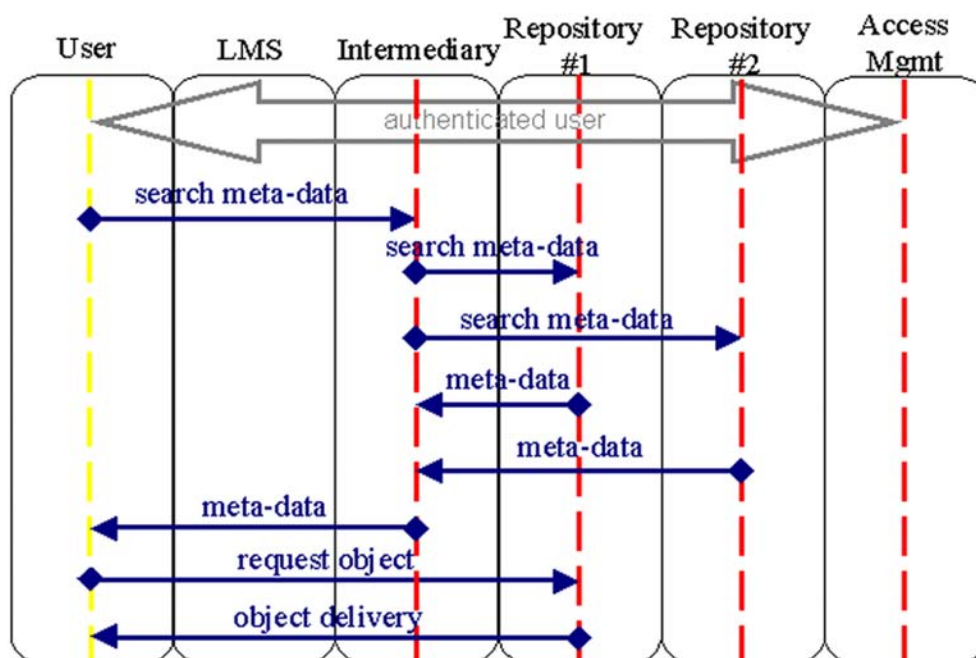 User
LMS
Intermediary
Repository
#1
Repository
#2
Access
Mgmt
authenticated user
search meta-data
search meta-data
search meta-data
meta-data
meta-data
meta-data
request object
object delivery